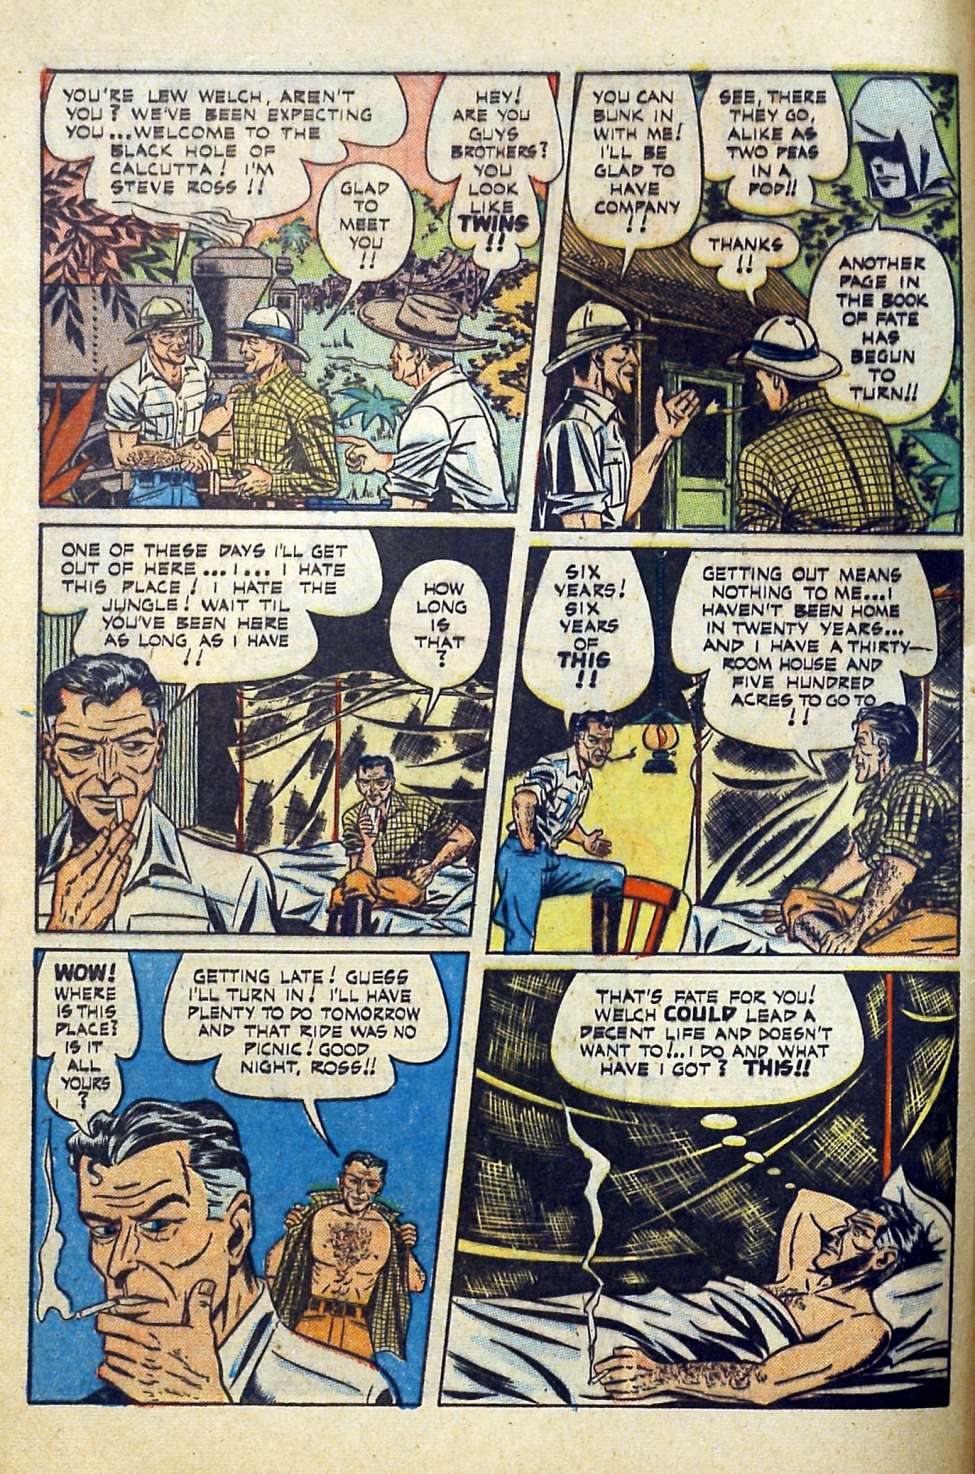 YOU'RE LEW WELCH, AREN'T
YOU? WE'VE BEEN EXPECTING
YOU...WELCOME TO THE
BLACK HOLE OF
CALCUTTA! I'M
STEVE ROSS!!
GLAD
TO
MEET
YOU
!!
HEY!
ARE YOU
GUYS
BROTHERS?
YOU
LOOK
LIKE
TWINS
!!
YOU CAN
BUNK IN
WITH ME!
I'LL BE
GLAD TO
HAVE
COMPANY
!!
SEE, THERE
THEY GO,
ALIKE AS
TWO PEAS
IN A
POD!!
THANKS
!!
ANOTHER
PAGE IN
THE BOOK
OF FATE
HAS
BEGUN
TO
TURN!!
ONE OF THESE DAYS I'LL GET
OUT OF HERE...I... I HATE
THIS PLACE! I HATE THE
JUNGLE! WAIT TIL
YOU'VE BEEN HERE
AS LONG AS I HAVE
!!
HOW
LONG
IS
THAT
?
SIX
YEARS!
SIX
YEARS
OF
THIS
!!
GETTING OUT MEANS
NOTHING TO ME...I
HAVEN'T BEEN HOME
IN TWENTY YEARS...
AND I HAVE A THIRTY-
ROOM HOUSE AND
FIVE HUNDRED
ACRES TO GO TO
!!
WOW!
WHERE
IS THIS
PLACE?
IS IT
ALL
YOURS
?
GETTING LATE! GUESS
I'LL TURN IN! I'LL HAVE
PLENTY TO DO TOMORROW
AND THAT RIDE WAS NO
PICNIC! GOOD
NIGHT, ROSS!!
THAT'S FATE FOR YOU!
WELCH COULD LEAD A
DECENT LIFE AND DOESN'T
WANT TO!..I DO AND WHAT
HAVE I GOT? THIS!!